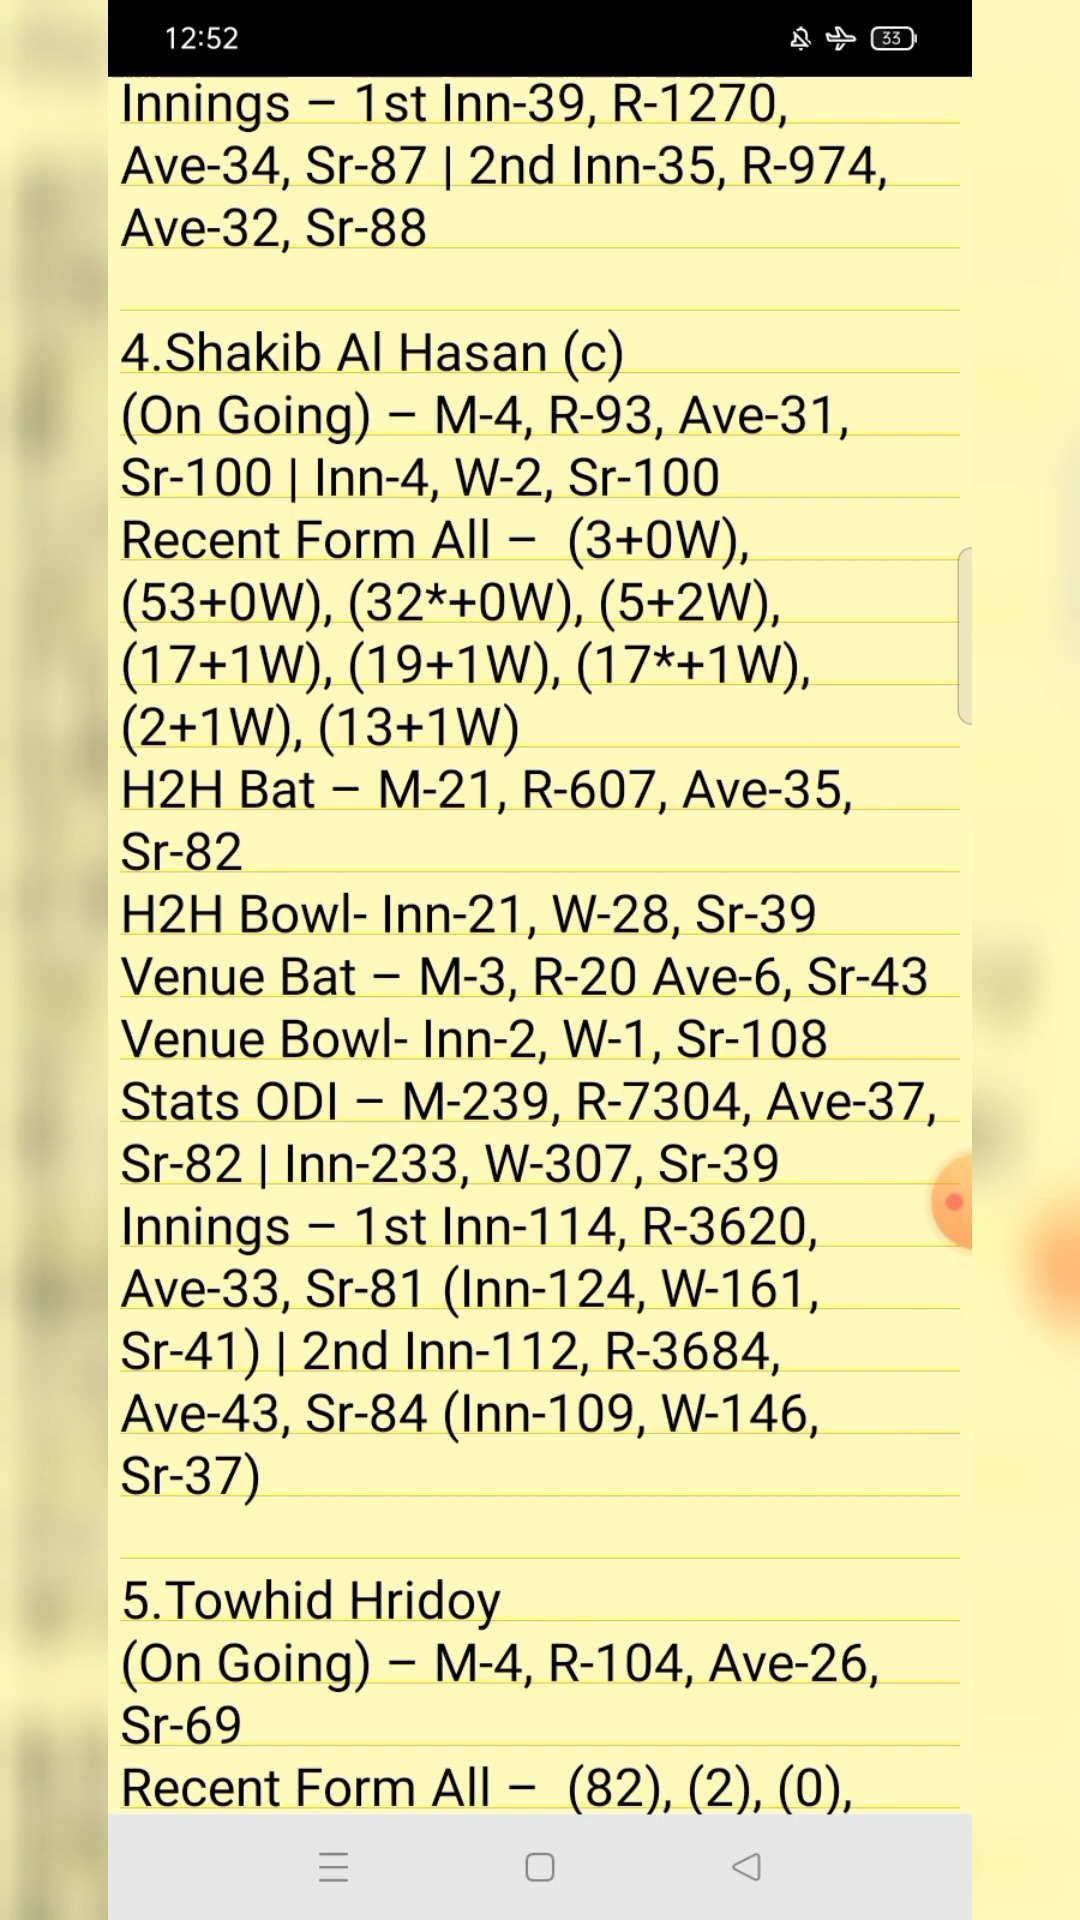 12:52
33
Innings – 1st Inn-39, R-1270,
Ave-34, Sr-87 | 2nd Inn-35, R-974,
Ave-32, Sr-88
4.Shakib Al Hasan (c)
(On Going) – M-4, R-93, Ave-31,
Sr-100 | Inn-4, W-2, Sr-100
Recent Form All –  (3+0W),
(53+0W), (32*+0W), (5+2W),
(17+1W), (19+1W), (17*+1W),
(2+1W), (13+1W)
H2H Bat – M-21, R-607, Ave-35,
Sr-82
H2H Bowl- Inn-21, W-28, Sr-39
Venue Bat – M-3, R-20 Ave-6, Sr-43
Venue Bowl- Inn-2, W-1, Sr-108
Stats ODI – M-239, R-7304, Ave-37,
Sr-82 | Inn-233, W-307, Sr-39
Innings – 1st Inn-114, R-3620,
Ave-33, Sr-81 (Inn-124, W-161,
Sr-41) | 2nd Inn-112, R-3684,
Ave-43, Sr-84 (Inn-109, W-146,
Sr-37)
5.Towhid Hridoy
(On Going) – M-4, R-104, Ave-26,
Sr-69
Recent Form All –  (82), (2), (0),